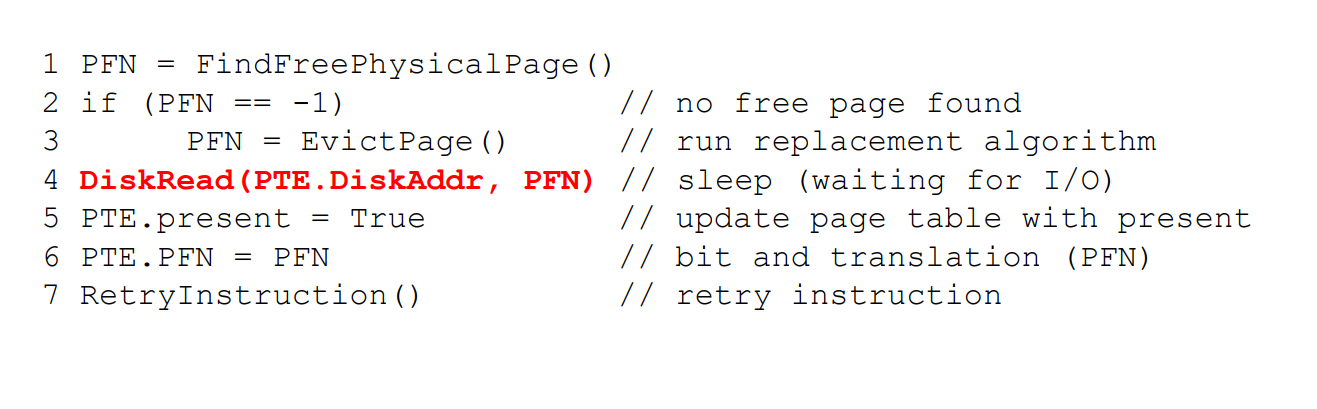 1 PFN = FindFreePhysicalPage()
2 if (PFN == -1) // no free page found
3 PFN = EvictPage() // run replacement algorithm
4 DiskRead(PTE.DiskAddr, PFN) // sleep (waiting for I/O)
5 PTE.present = True // update page table with present
6 PTE.PFN = PFN // bit and translation (PFN)
7 RetryInstruction() // retry instruction